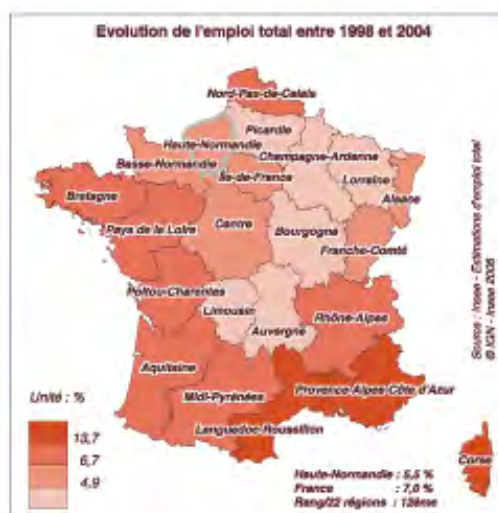 Evolution de l'emploi total entre 1998 et 2004
Nord-Pas-de-Calais
Picardie
Haute-Normandie
Champagne-Ardenne
Basse-Normandie
Île-de-France
Lorraine
Alsace
Bretagne
Pays de la Loire
Centre
Bourgogne
Franche-Comté
Poitou-Charentes
Limousin
Auvergne
Rhône-Alpes
Aquitaine
Midi-Pyrénées
Provence-Alpes-Côte d'Azur
Languedoc-Roussillon
Corse
Unité : %
13,7
6,7
4,9
Haute-Normandie : 5,5 %
France : 7,0 %
Rang/22 régions : 12ème
Source : Insee - Estimations d'emploi total
© IGN - Insee 2006